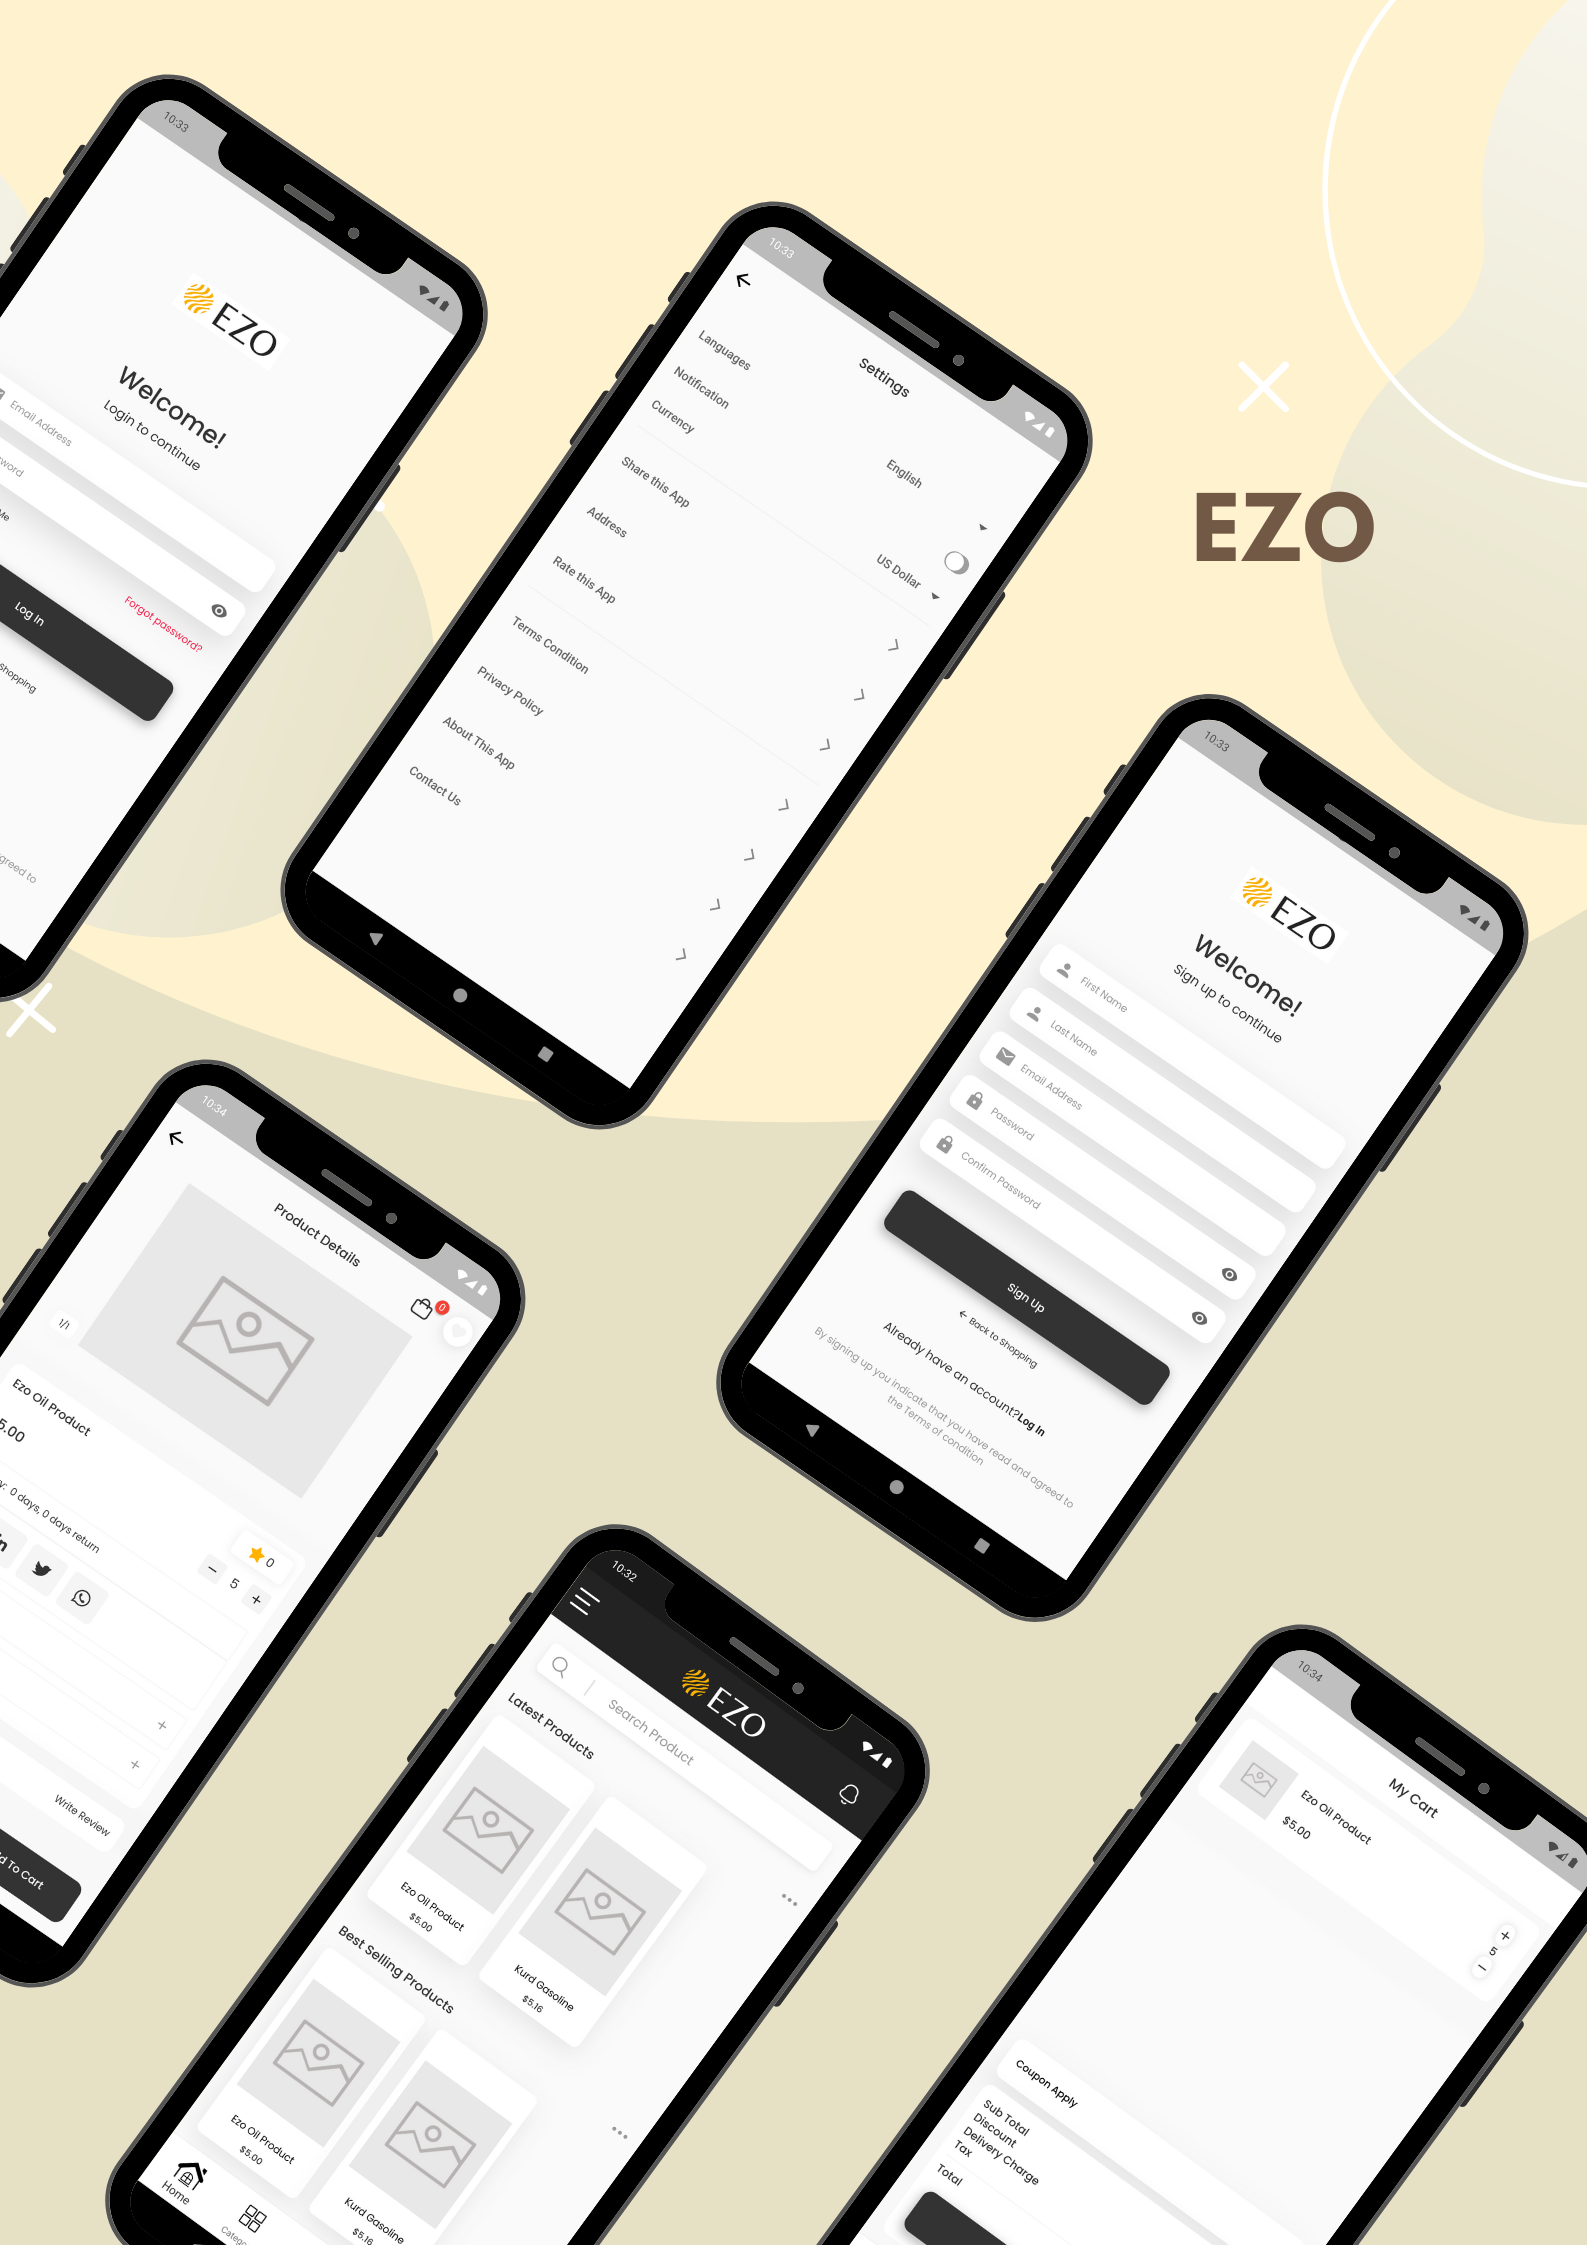 10:33
EZO
Welcome!
Login to continue
Email Address
Me
Forgot password?
Log In
shopping
greed to
10:33
Settings
Languages
English
Notification
Currency
US Dollar
Share this App
Address
Rate this App
Terms Condition
Privacy Policy
About This App
Contact Us
EZO
10:33
EZO
Welcome!
Sign up to continue
First Name
Last Name
Email Address
Password
Confirm Password
Sign Up
Back to Shopping
Already have an account?Log In
By signing up you indicate that you have read and agreed to
the Terms of condition
10:34
Product Details
0
1/1
Ezo Oil Product
5.00
0
0 days, 0 days return
- 5 +
+
+
Write Review
To Cart
10:32
EZO
Search Product
Latest Products
Ezo Oil Product
$5.00
Kurd Gasoline
$5.16
Best Selling Products
Ezo Oil Product
$5.00
Kurd Gasoline
$5.16
Home
Catego
10:34
My Cart
Ezo Oil Product
$5.00
+
5
-
Coupon Apply
Sub Total
Discount
Delivery Charge
Tax
Total